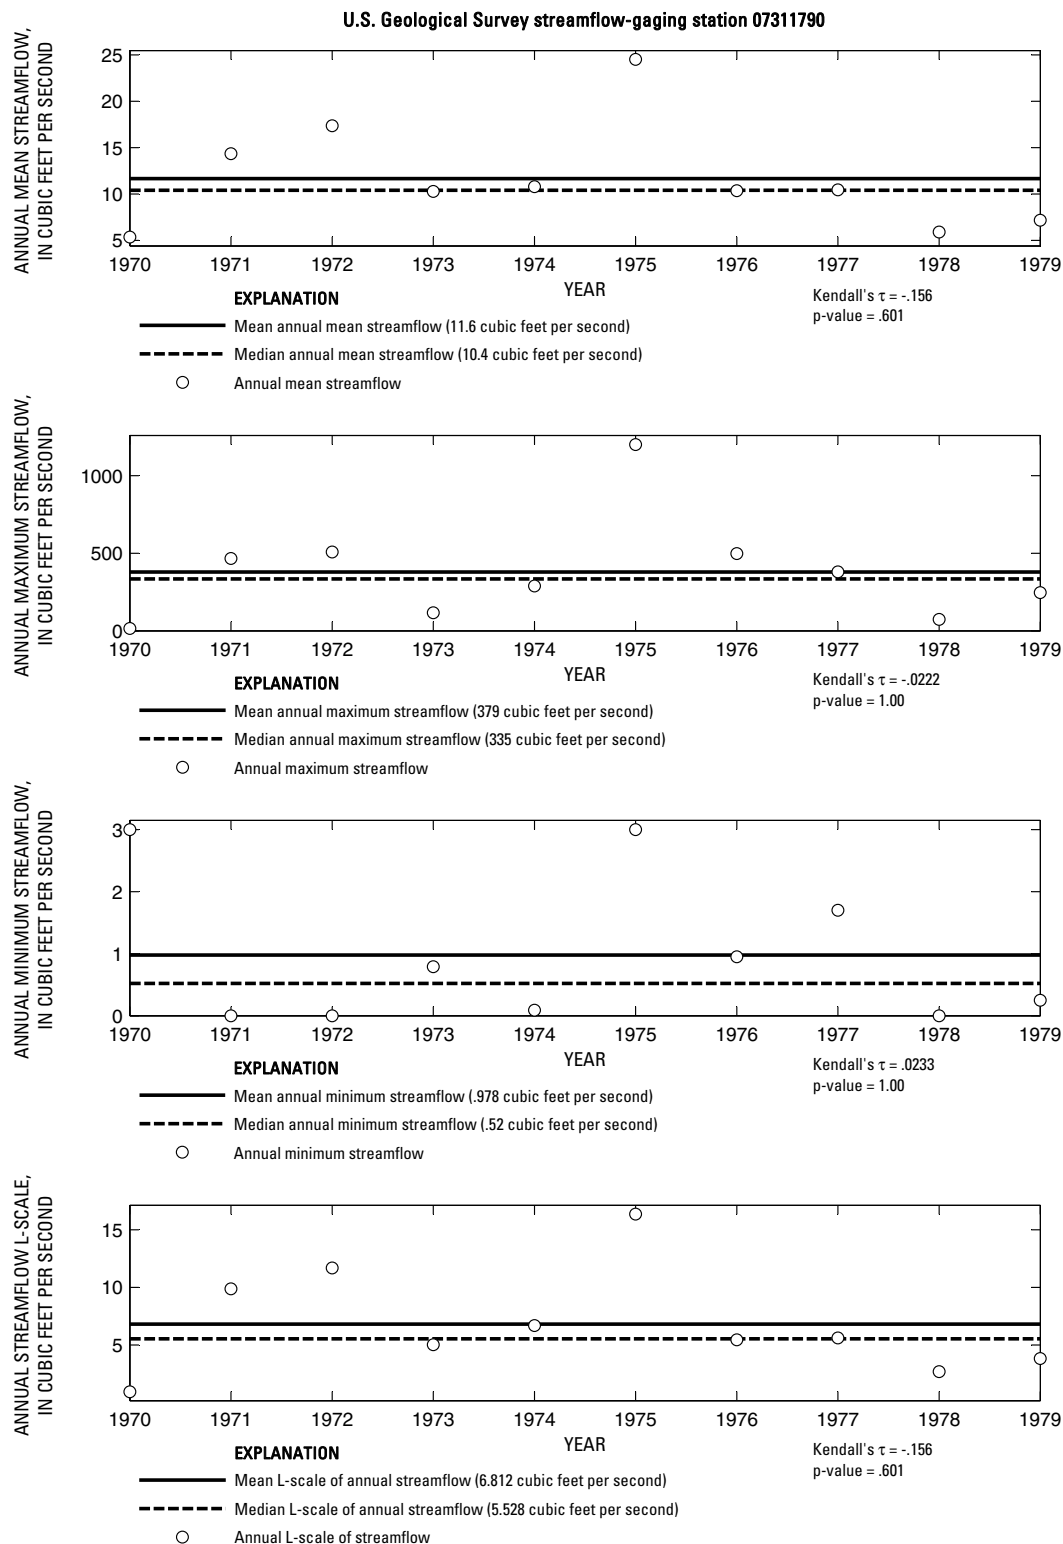 U.S. Geological Survey streamflow-gaging station 07311790
ANNUAL MEAN STREAMFLOW,
IN CUBIC FEET PER SECOND
25
20
15
10
5
1970 1971 1972 1973 1974 1975 1976 1977 1978 1979
YEAR
EXPLANATION
Mean annual mean streamflow (11.6 cubic feet per second)
Median annual mean streamflow (10.4 cubic feet per second)
Annual mean streamflow
Kendall's τ = -.156
p-value = .601
ANNUAL MAXIMUM STREAMFLOW,
IN CUBIC FEET PER SECOND
1000
500
0
1970 1971 1972 1973 1974 1975 1976 1977 1978 1979
YEAR
EXPLANATION
Mean annual maximum streamflow (379 cubic feet per second)
Median annual maximum streamflow (335 cubic feet per second)
Annual maximum streamflow
Kendall's τ = -.0222
p-value = 1.00
ANNUAL MINIMUM STREAMFLOW,
IN CUBIC FEET PER SECOND
3
2
1
0
1970 1971 1972 1973 1974 1975 1976 1977 1978 1979
YEAR
EXPLANATION
Mean annual minimum streamflow (.978 cubic feet per second)
Median annual minimum streamflow (.52 cubic feet per second)
Annual minimum streamflow
Kendall's τ = .0233
p-value = 1.00
ANNUAL STREAMFLOW L-SCALE,
IN CUBIC FEET PER SECOND
15
10
5
1970 1971 1972 1973 1974 1975 1976 1977 1978 1979
YEAR
EXPLANATION
Mean L-scale of annual streamflow (6.812 cubic feet per second)
Median L-scale of annual streamflow (5.528 cubic feet per second)
Annual L-scale of streamflow
Kendall's τ = -.156
p-value = .601